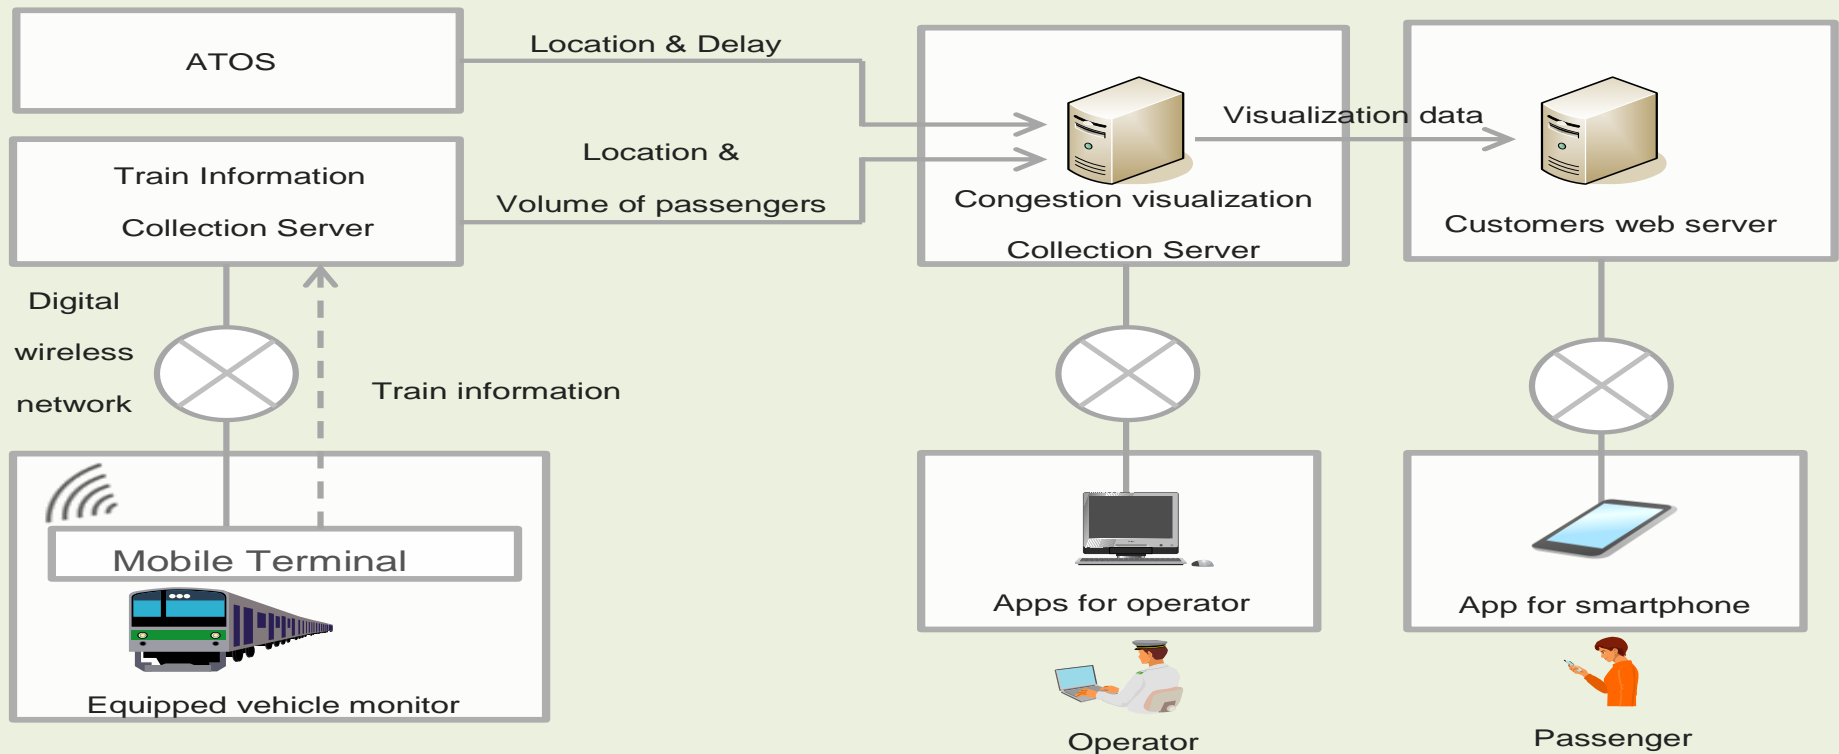 ATOS
Location & Delay
Train Information
Collection Server
Location &
Volume of passengers
Congestion visualization
Collection Server
Visualization data
Customers web server
Digital
wireless
network
Train information
Mobile Terminal
Equipped vehicle monitor
Apps for operator
Operator
App for smartphone
Passenger